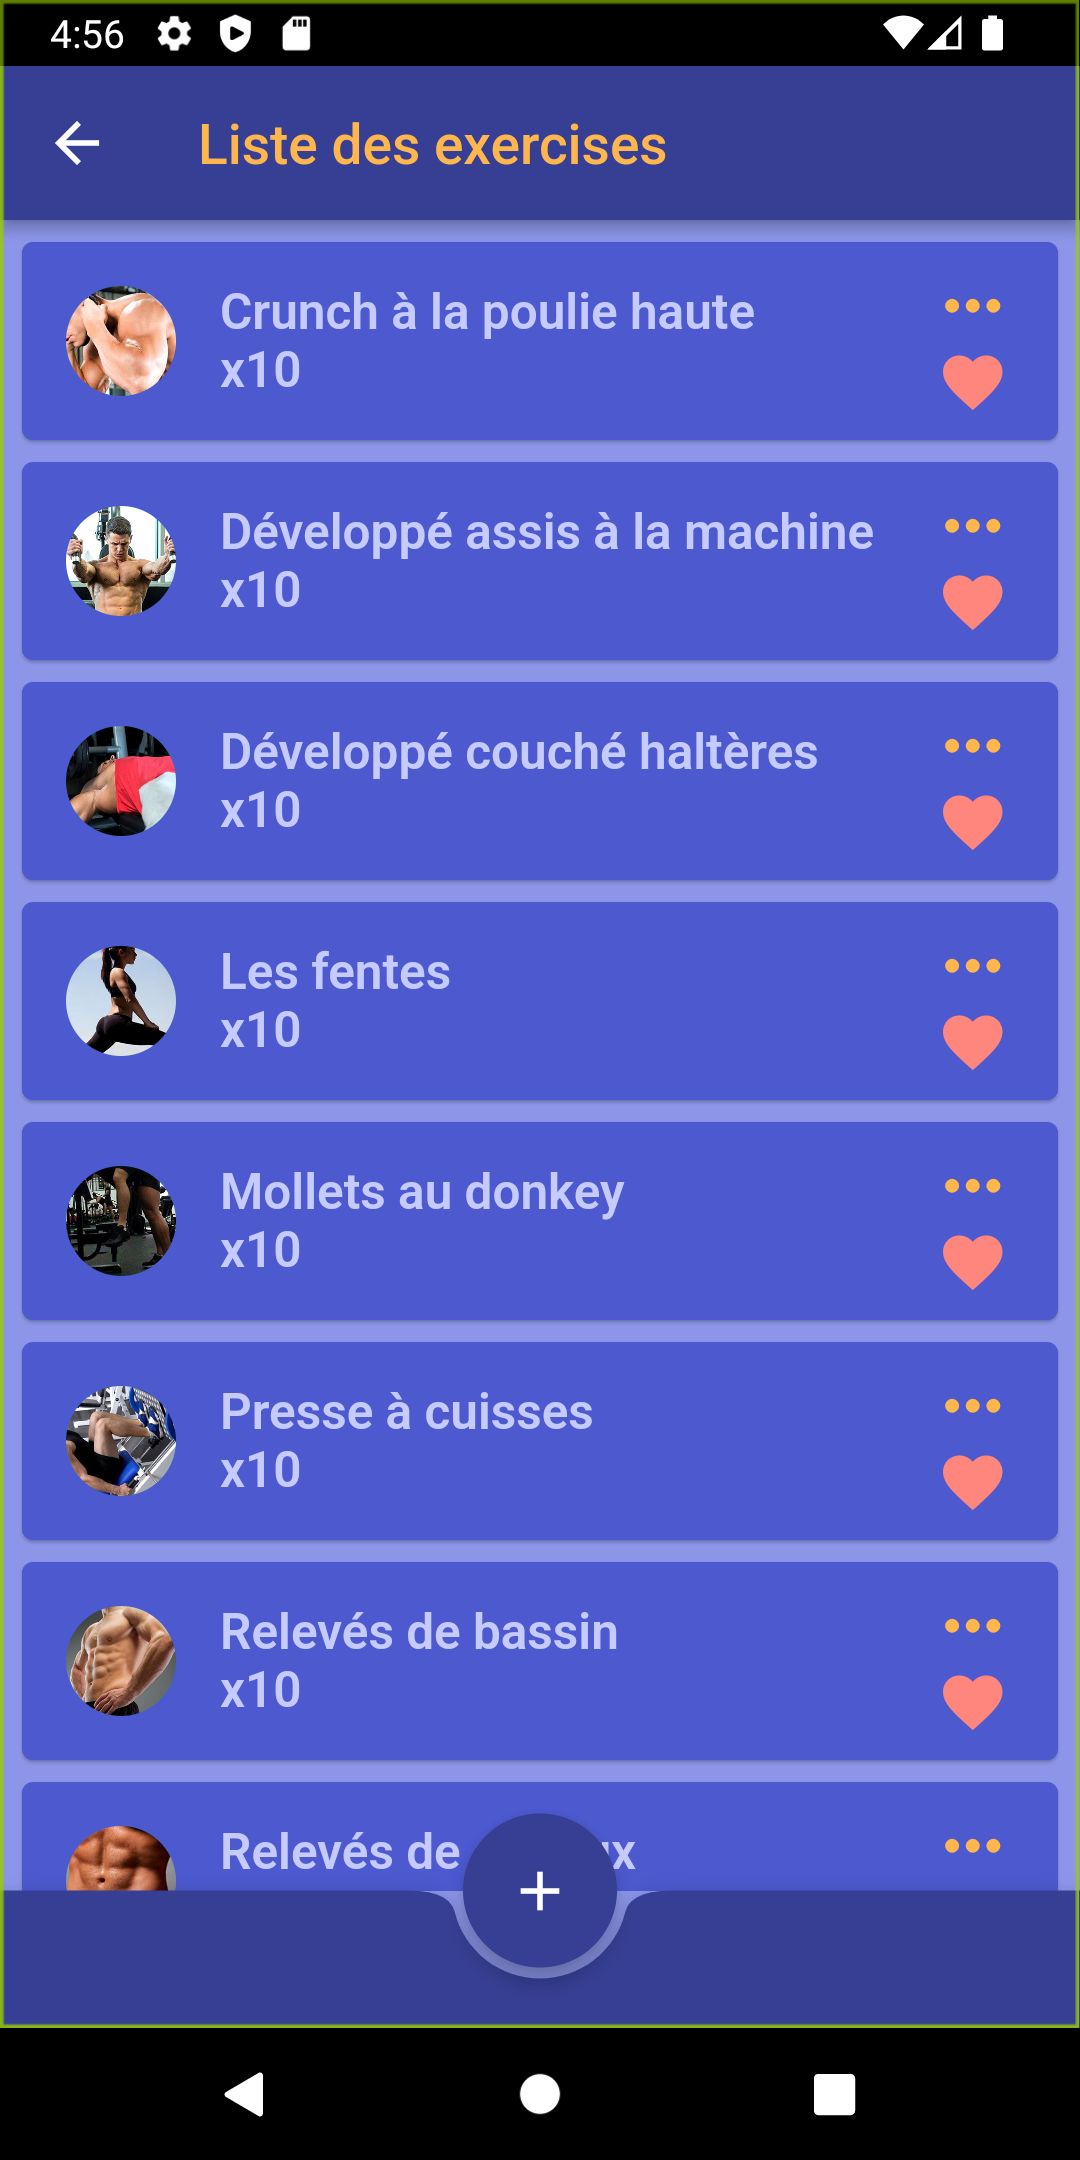 4:56
Liste des exercises
Crunch à la poulie haute
x10
Développé assis à la machine
x10
Développé couché haltères
x10
Les fentes
x10
Mollets au donkey
x10
Presse à cuisses
x10
Relevés de bassin
x10
Relevés de